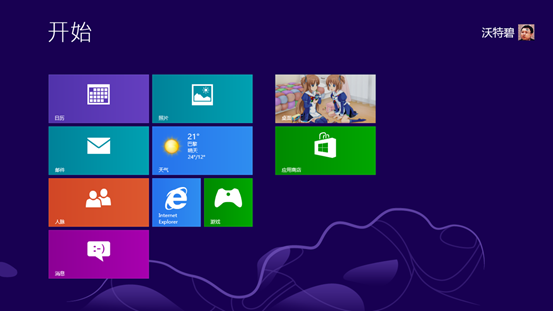 开始
沃特碧
日历
照片
桌面
邮件
21°
巴黎
晴天
24°/12°
天气
应用商店
人脉
Internet
Explorer
游戏
消息
:-)